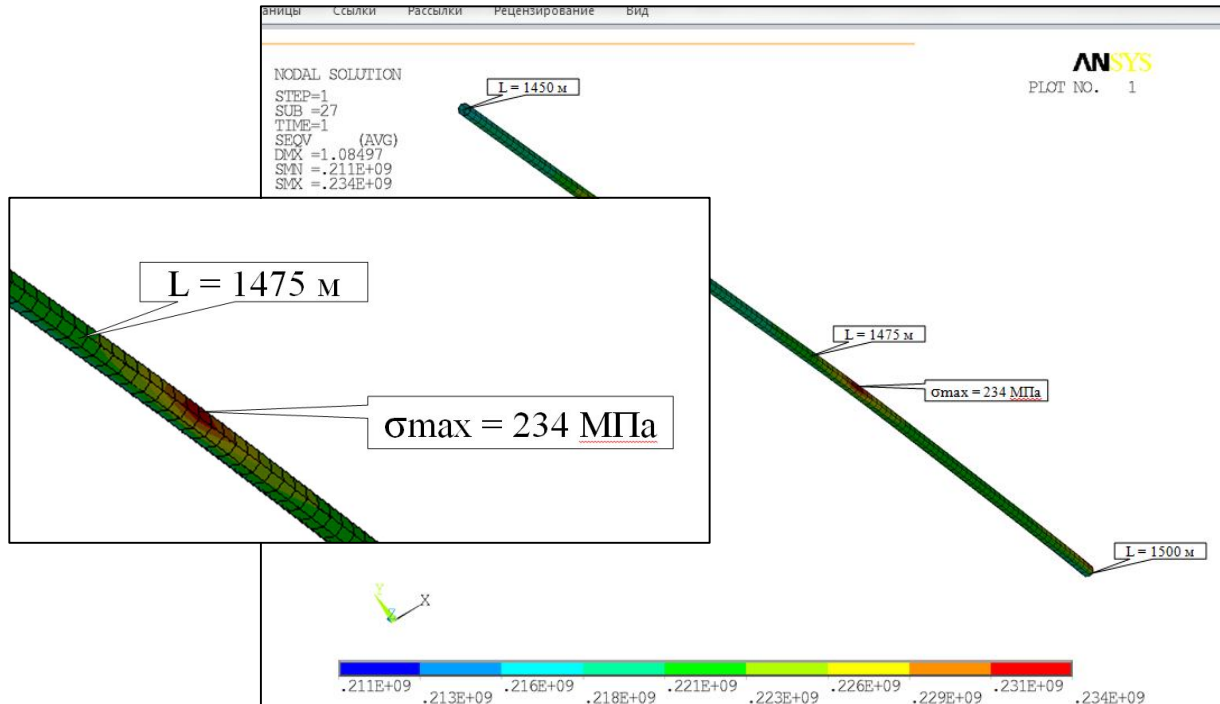 аницы Ссылки Рассылки Рецензирование Вид
NODAL SOLUTION
STEP=1
SUB =27
TIME=1
SEQV (AVG)
DMX =1.08497
SMN =.211E+09
SMX =.234E+09
ANSYS
PLOT NO. 1
L = 1450 м
L = 1475 м
σmax = 234 МПа
L = 1475 м
σmax = 234 МПа
L = 1500 м
Y
Z
X
.211E+09 .216E+09 .221E+09 .226E+09 .231E+09
.213E+09 .218E+09 .223E+09 .229E+09 .234E+09